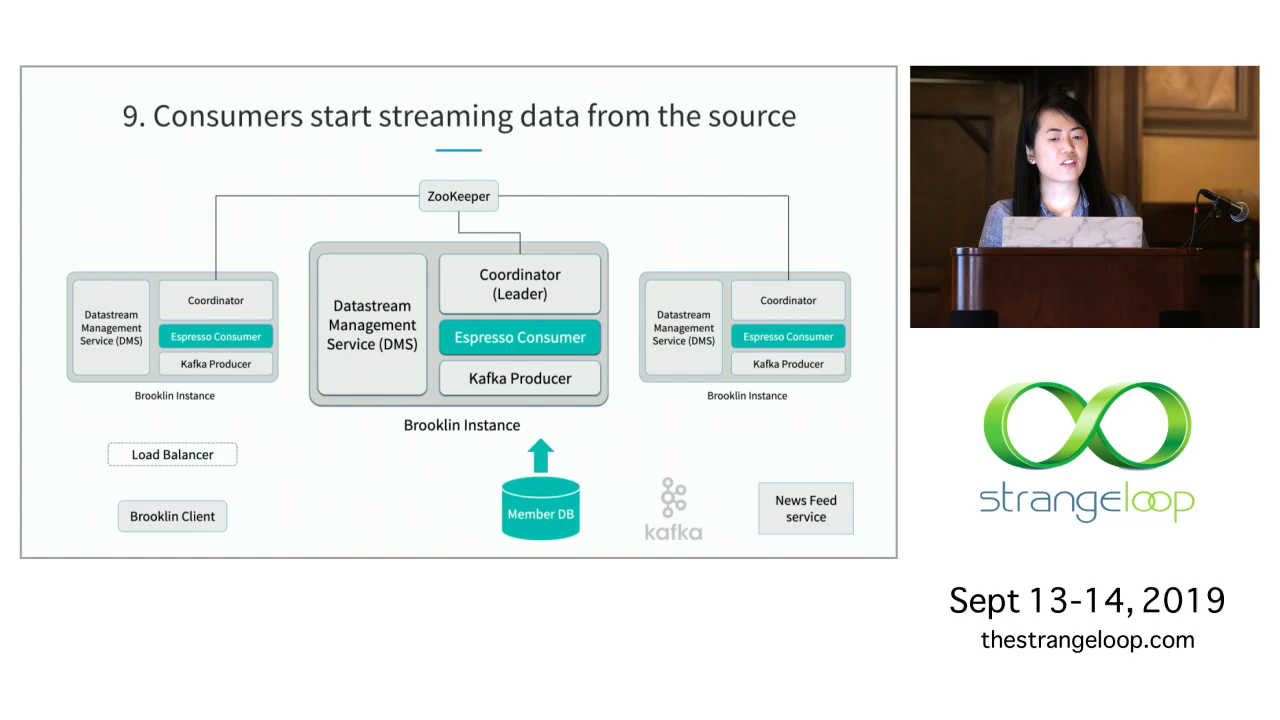 9. Consumers start streaming data from the source
ZooKeeper
Datastream
Management
Service (DMS)
Coordinator
Espresso Consumer
Kafka Producer
Brooklin Instance
Datastream
Management
Service (DMS)
Coordinator
(Leader)
Espresso Consumer
Kafka Producer
Brooklin Instance
Datastream
Management
Service (DMS)
Coordinator
Espresso Consumer
Kafka Producer
Brooklin Instance
Load Balancer
Brooklin Client
Member DB
kafka
News Feed
service
strangeloop
Sept 13-14, 2019
thestrangeloop.com